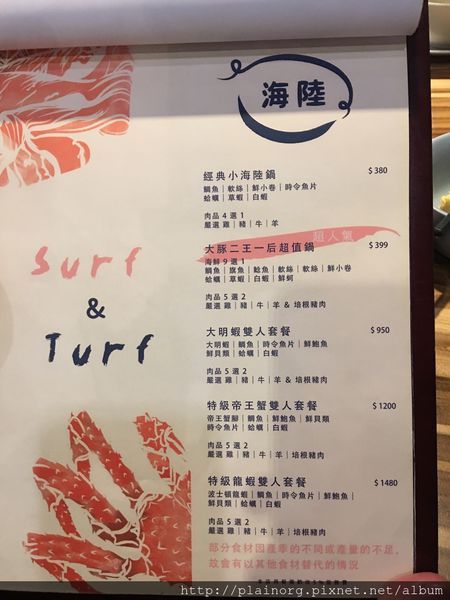 海陸
經典小海陸鍋 $380
鯛魚｜軟絲｜鮮小卷｜時令魚片
蛤蠣｜草蝦｜白蝦
肉品4選1
嚴選雞｜豬｜牛｜羊
超人氣
大豚二王一后超值鍋 $399
海鮮9選1
鯛魚｜旗魚｜鯰魚｜軟絲｜軟絲｜鮮小卷
蛤蠣｜草蝦｜白蝦｜鮮蚵
肉品5選2
嚴選雞｜豬｜牛｜羊&培根豬肉
Surf
&
Turf
大明蝦雙人套餐 $950
大明蝦｜鯛魚｜時令魚片｜鮮鮑魚
鮮貝類｜蛤蠣｜白蝦
肉品5選2
嚴選雞｜豬｜牛｜羊&培根豬肉
特級帝王蟹雙人套餐 $1200
帝王蟹腳｜鯛魚｜鮮鮑魚｜鮮貝類
時令魚片｜蛤蠣｜白蝦
肉品5選2
嚴選雞｜豬｜牛｜羊｜培根豬肉
特級龍蝦雙人套餐 $1480
波士頓龍蝦｜鯛魚｜時令魚片｜鮮鮑魚｜
鮮貝類｜蛤蠣｜白蝦
肉品5選2
嚴選雞｜豬｜牛｜羊｜培根豬肉
部分食材因產季的不同或產量的不足，
故會有以其他食材替代的情況
http://plainorg.pixnet.net/album